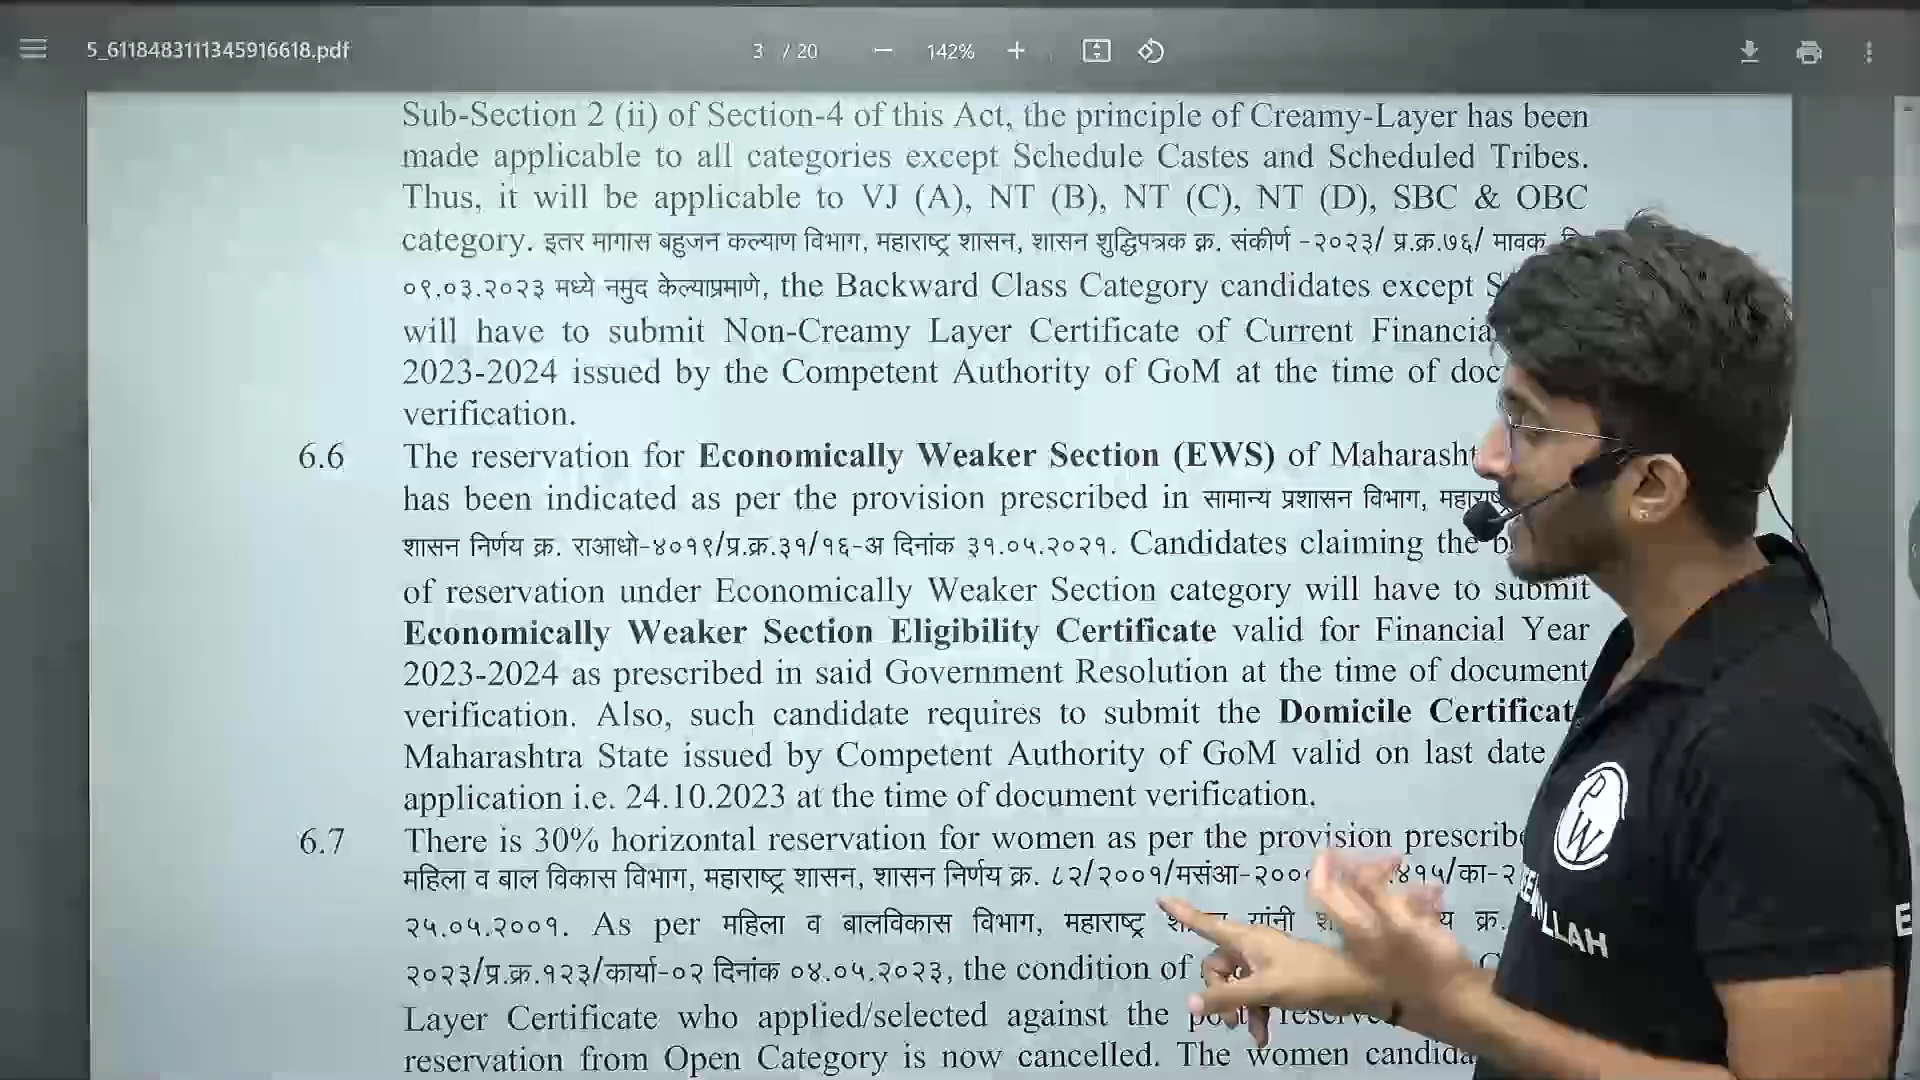 5_6118483111345916618.pdf
3 / 20
142%
Sub-Section 2 (ii) of Section-4 of this Act, the principle of Creamy-Layer has been
made applicable to all categories except Schedule Castes and Scheduled Tribes.
Thus, it will be applicable to VJ (A), NT (B), NT (C), NT (D), SBC & OBC
category. इतर मागास बहुजन कल्याण विभाग, महाराष्ट्र शासन, शासन शुद्धिपत्रक क्र. संकीर्ण -२०२३/ प्र.क्र.७६/ मावक
०९.०३.२०२३ मध्ये नमुद केल्याप्रमाणे, the Backward Class Category candidates except
will have to submit Non-Creamy Layer Certificate of Current
2023-2024 issued by the Competent Authority of GoM at the time of
verification.
6.6 The reservation for Economically Weaker Section (EWS) of
has been indicated as per the provision prescribed in सामान्य प्रशासन विभाग,
शासन निर्णय क्र. राआधो-४०१९/प्र.क्र.३१/१६-अ दिनांक ३१.०५.२०२१. Candidates claiming the
of reservation under Economically Weaker Section category will have to submit
Economically Weaker Section Eligibility Certificate valid for Financial Year
2023-2024 as prescribed in said Government Resolution at the time of document
verification. Also, such candidate requires to submit the Domicile
Maharashtra State issued by Competent Authority of GoM valid on last date
application i.e. 24.10.2023 at the time of document verification.
6.7 There is 30% horizontal reservation for women as per the provision
महिला व बाल विकास विभाग, महाराष्ट्र शासन, शासन निर्णय क्र. ८२/२००१/मसंआ-
२५.०५.२००१. As per महिला व बालविकास विभाग, महाराष्ट्र यांनी क्र.
२०२३/प्र.क्र.१२३/कार्या-०२ दिनांक ०४.०५.२०२३, the condition of
Layer Certificate who applied/selected against the
reservation from Open Category is now cancelled. The women
PW